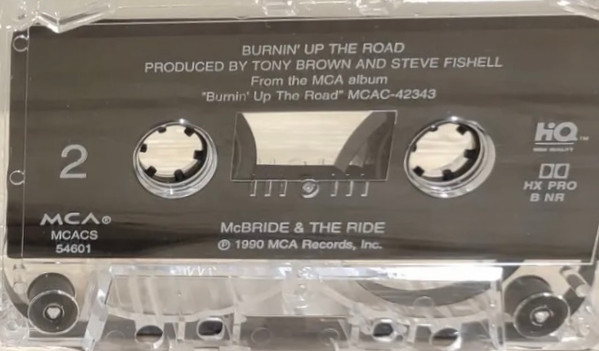 BURNIN' UP THE ROAD
PRODUCED BY TONY BROWN AND STEVE FISHELL
From the MCA album
"Burnin' Up The Road" MCAC-42343
2
HQ™
HIGH QUALITY
HX PRO
B NR
MCA®
MCACS
54601
McBRIDE & THE RIDE
℗ 1990 MCA Records, Inc.